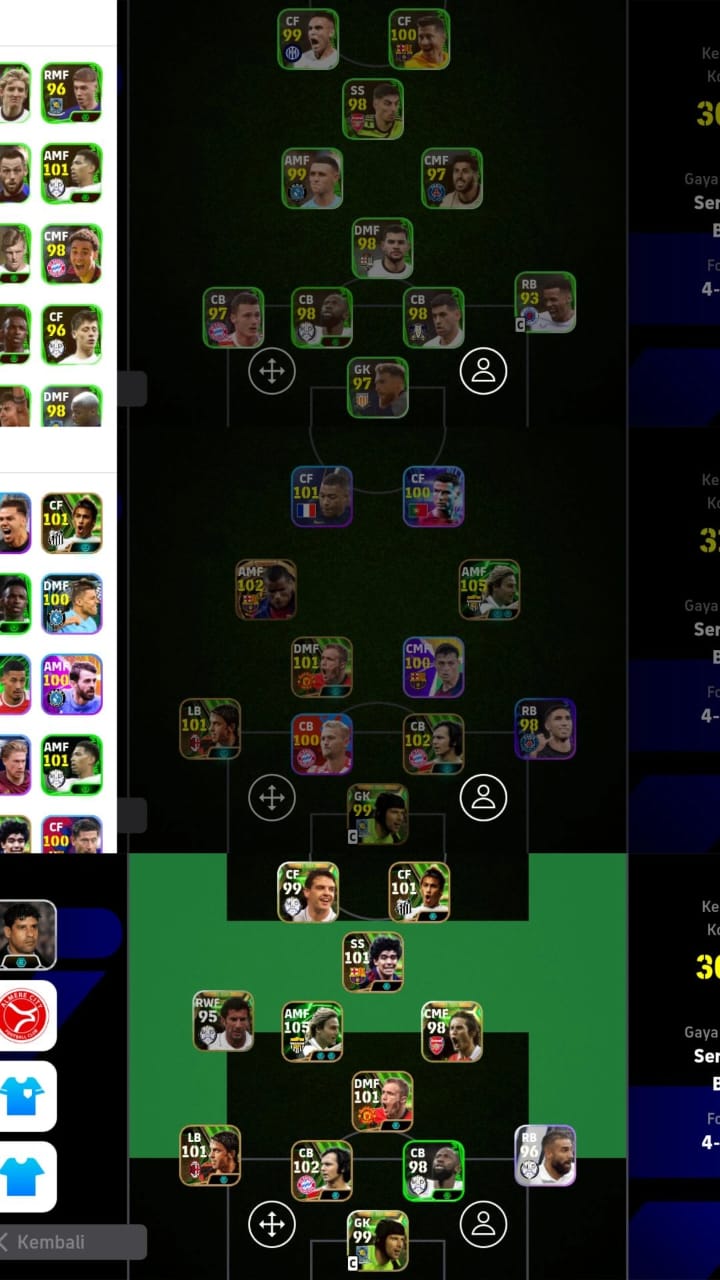 CF
99
CF
100
Ke
RMF
96
Ko
SS
98
30
AMF
101
AMF
99
CMF
97
Gaya
Ser
B
CMF
98
DMF
98
Fo
4-
CB
97
CB
98
CB
98
RB
93
C
CF
96
GK
97
DMF
98
CF
101
CF
100
Ke
Ko
CF
101
3
AMF
102
AMF
105
DMF
100
Gaya
Ser
B
DMF
101
CMF
100
AMF
100
Fo
4-
LB
101
CB
100
CB
102
RB
98
AMF
101
GK
99
C
CF
100
CF
99
CF
101
Ke
Ko
SS
101
30
ALMERE CITY
FOOTBALL CLUB
RWF
95
AMF
105
CMF
98
Gaya
Ser
B
DMF
101
Fo
4-
LB
101
CB
102
CB
98
RB
96
GK
99
C
Kembali